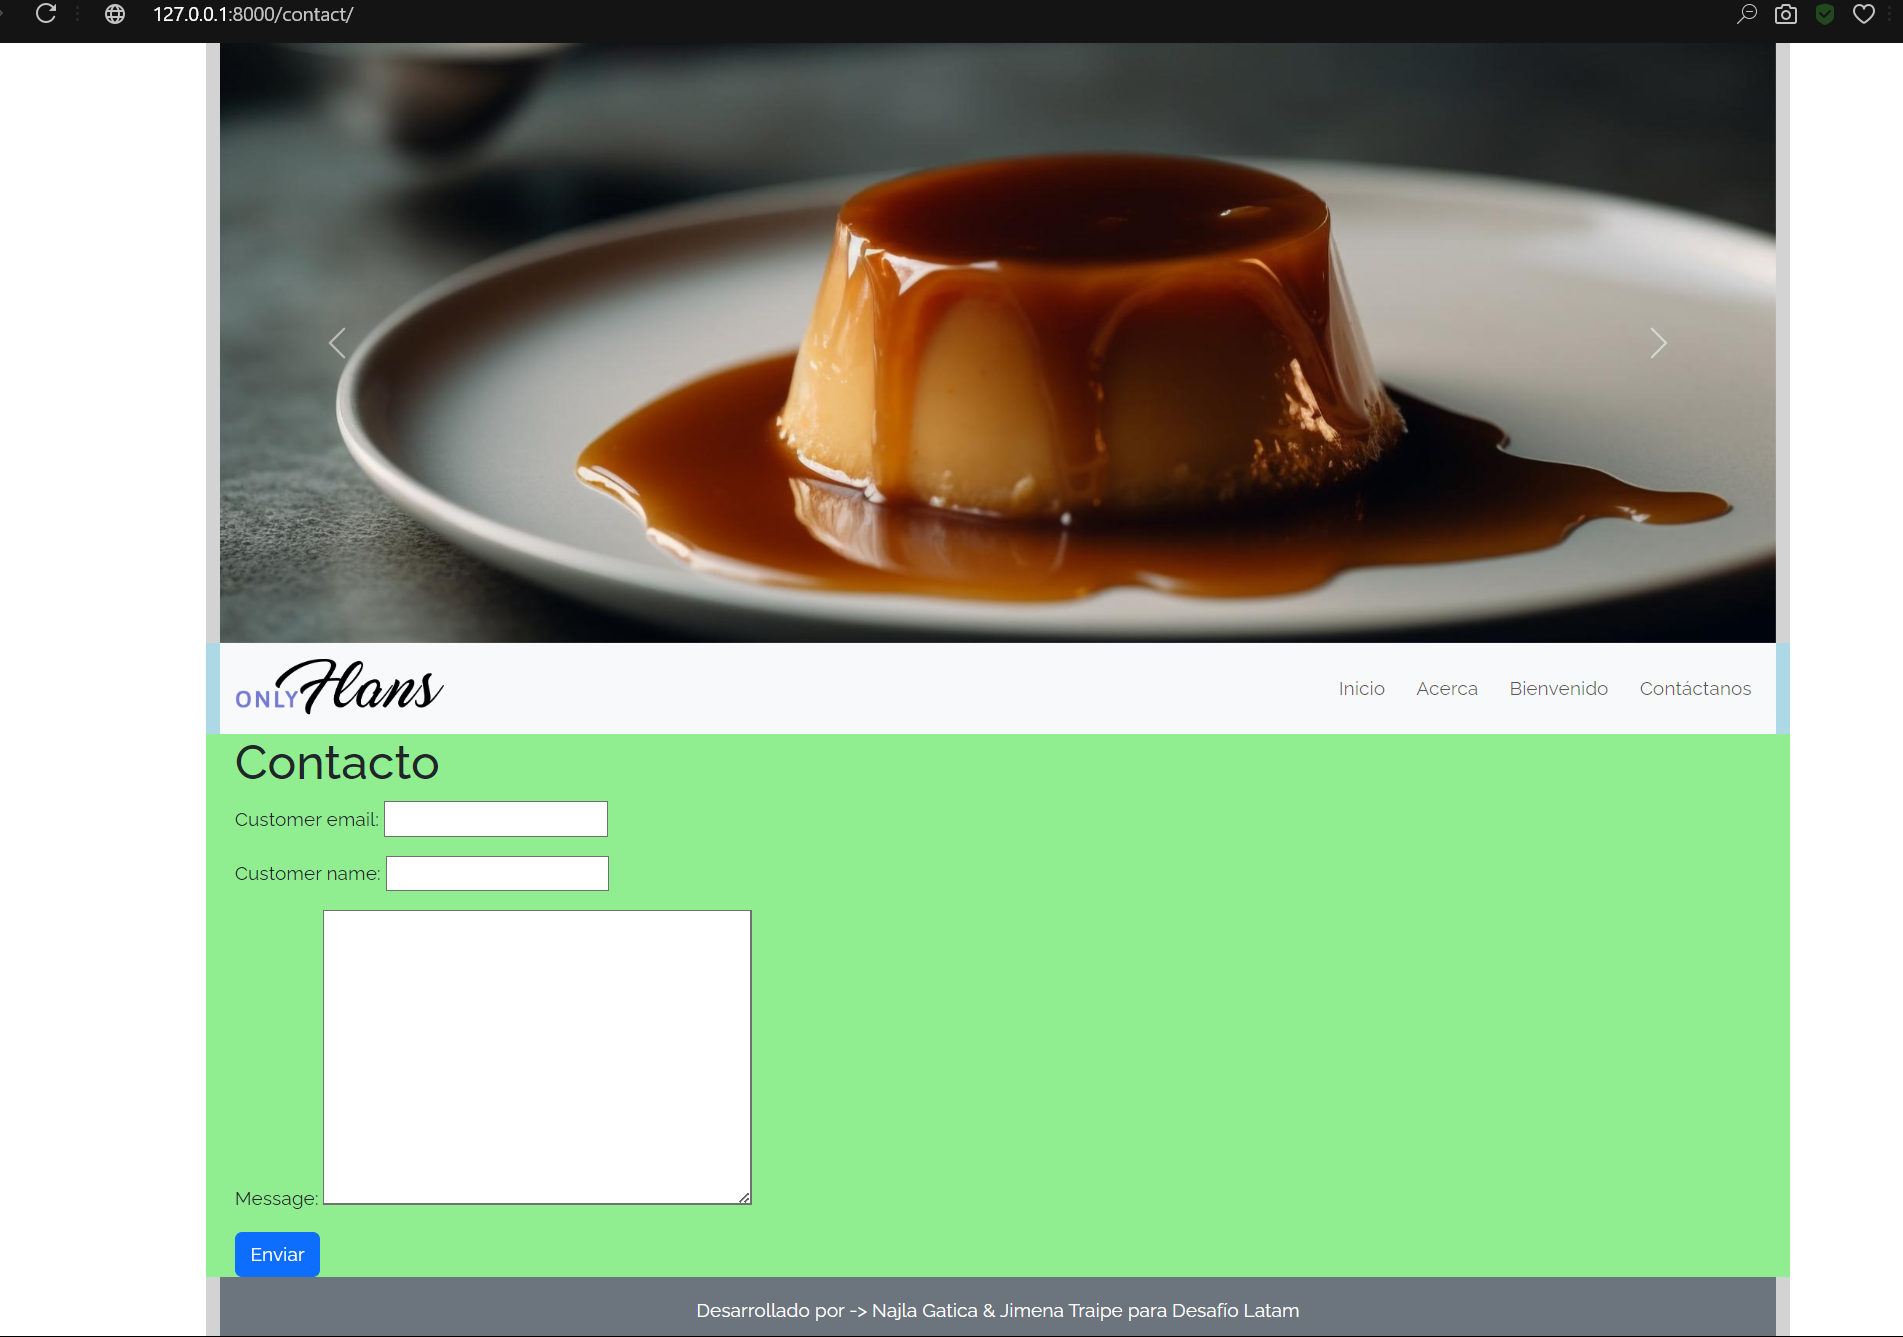 127.0.0.1:8000/contact/
ONLY Flans
Inicio Acerca Bienvenido Contáctanos
Contacto
Customer email:
Customer name:
Message:
Enviar
Desarrollado por -> Najla Gatica & Jimena Traipe para Desafío Latam